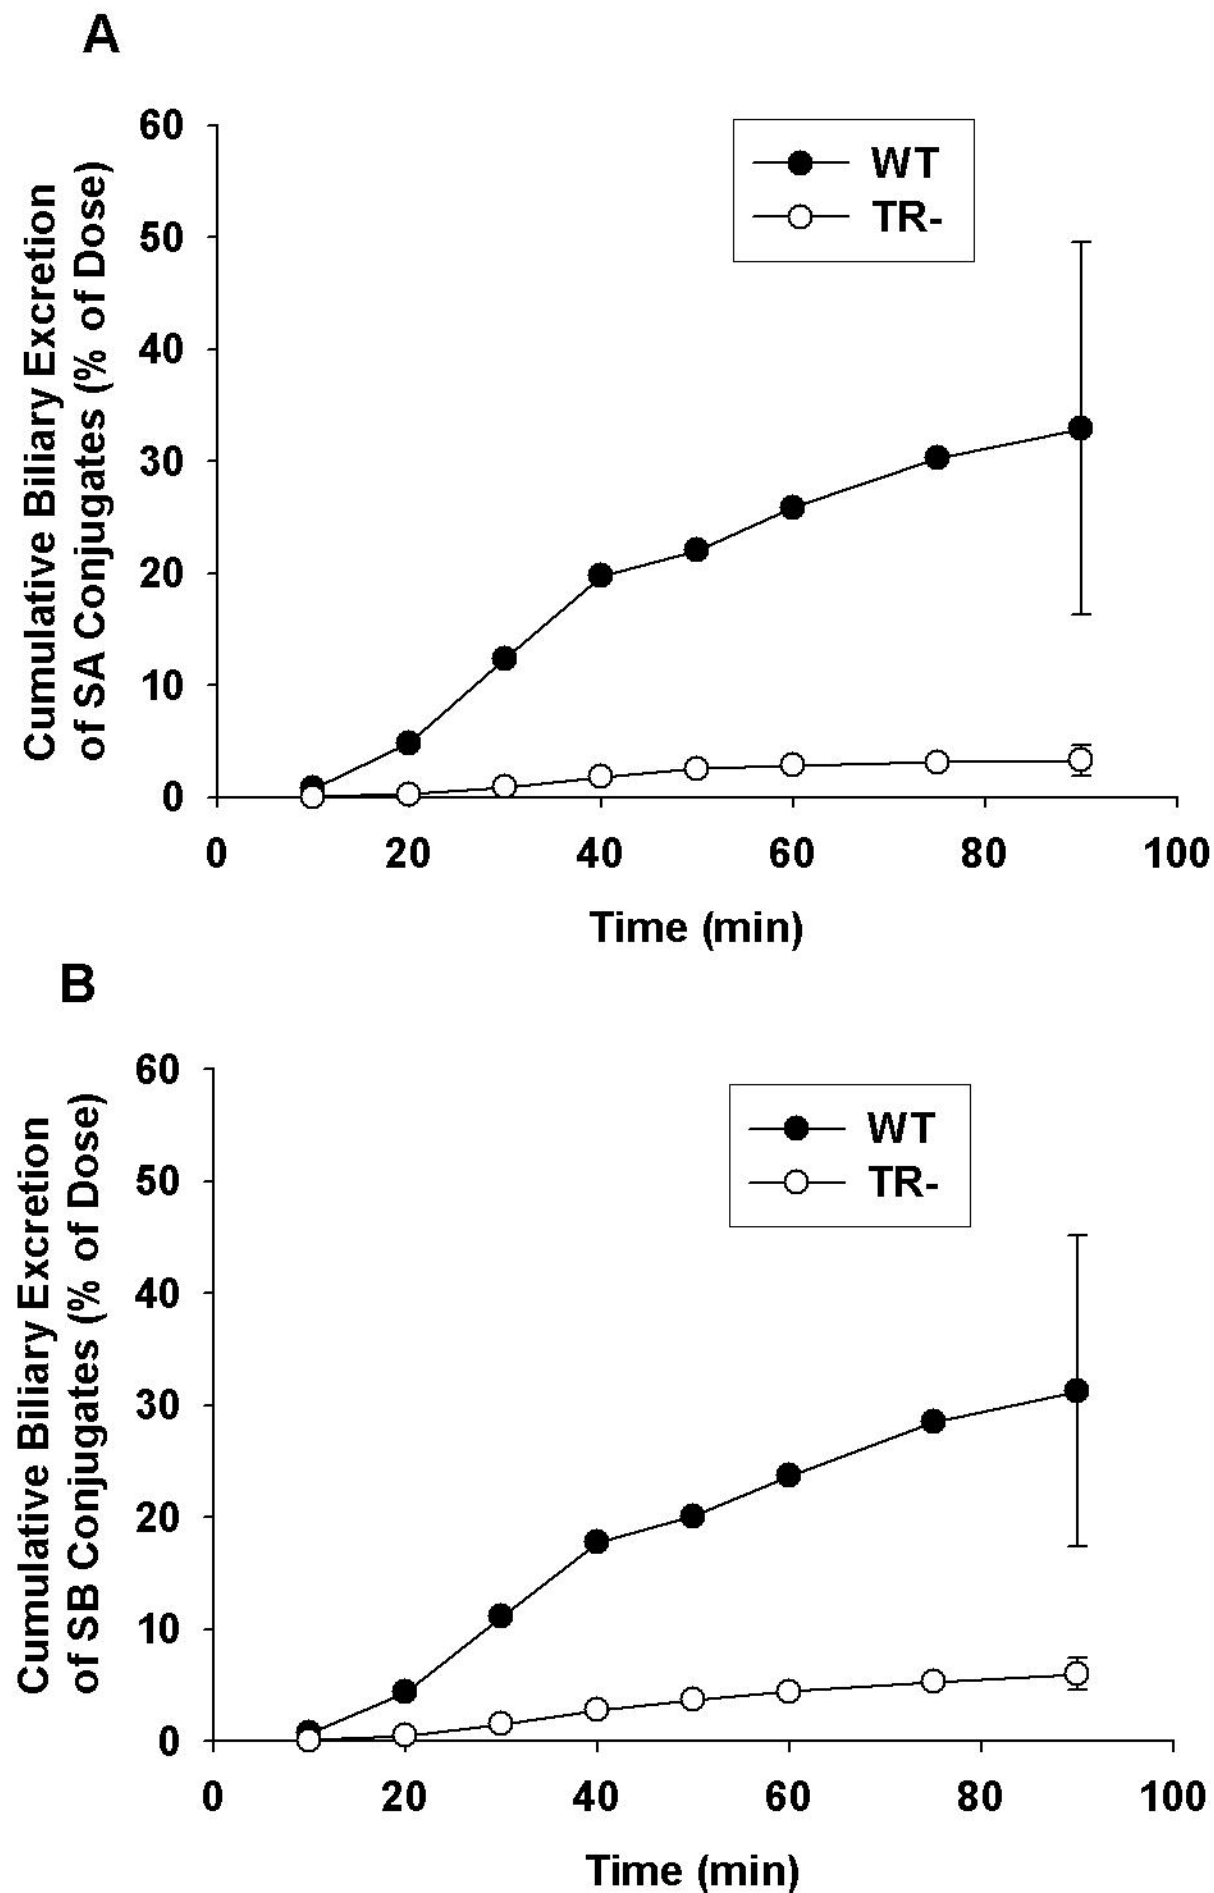 A
60
50
40
30
20
10
0
Cumulative Biliary Excretion
of SA Conjugates (% of Dose)
WT
TR-
0 20 40 60 80 100
Time (min)
B
60
50
40
30
20
10
0
Cumulative Biliary Excretion
of SB Conjugates (% of Dose)
WT
TR-
0 20 40 60 80 100
Time (min)